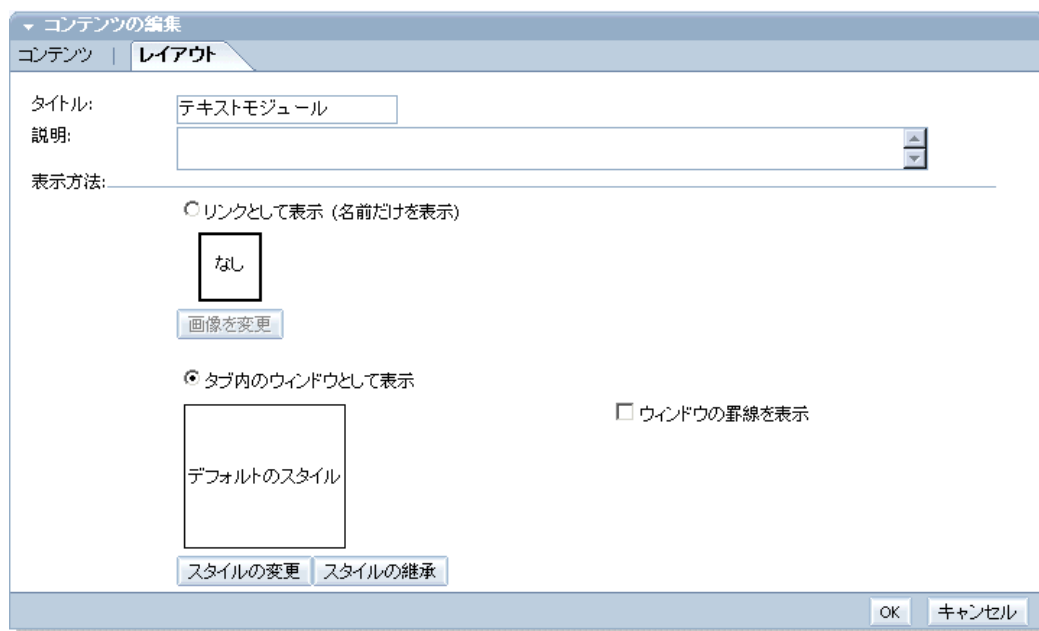 コンテンツの編集
コンテンツ | レイアウト
タイトル: テキストモジュール
説明:
表示方法:
リンクとして表示 (名前だけを表示)
なし
画像を変更
タブ内のウィンドウとして表示
ウィンドウの罫線を表示
デフォルトのスタイル
スタイルの変更 スタイルの継承
OK キャンセル